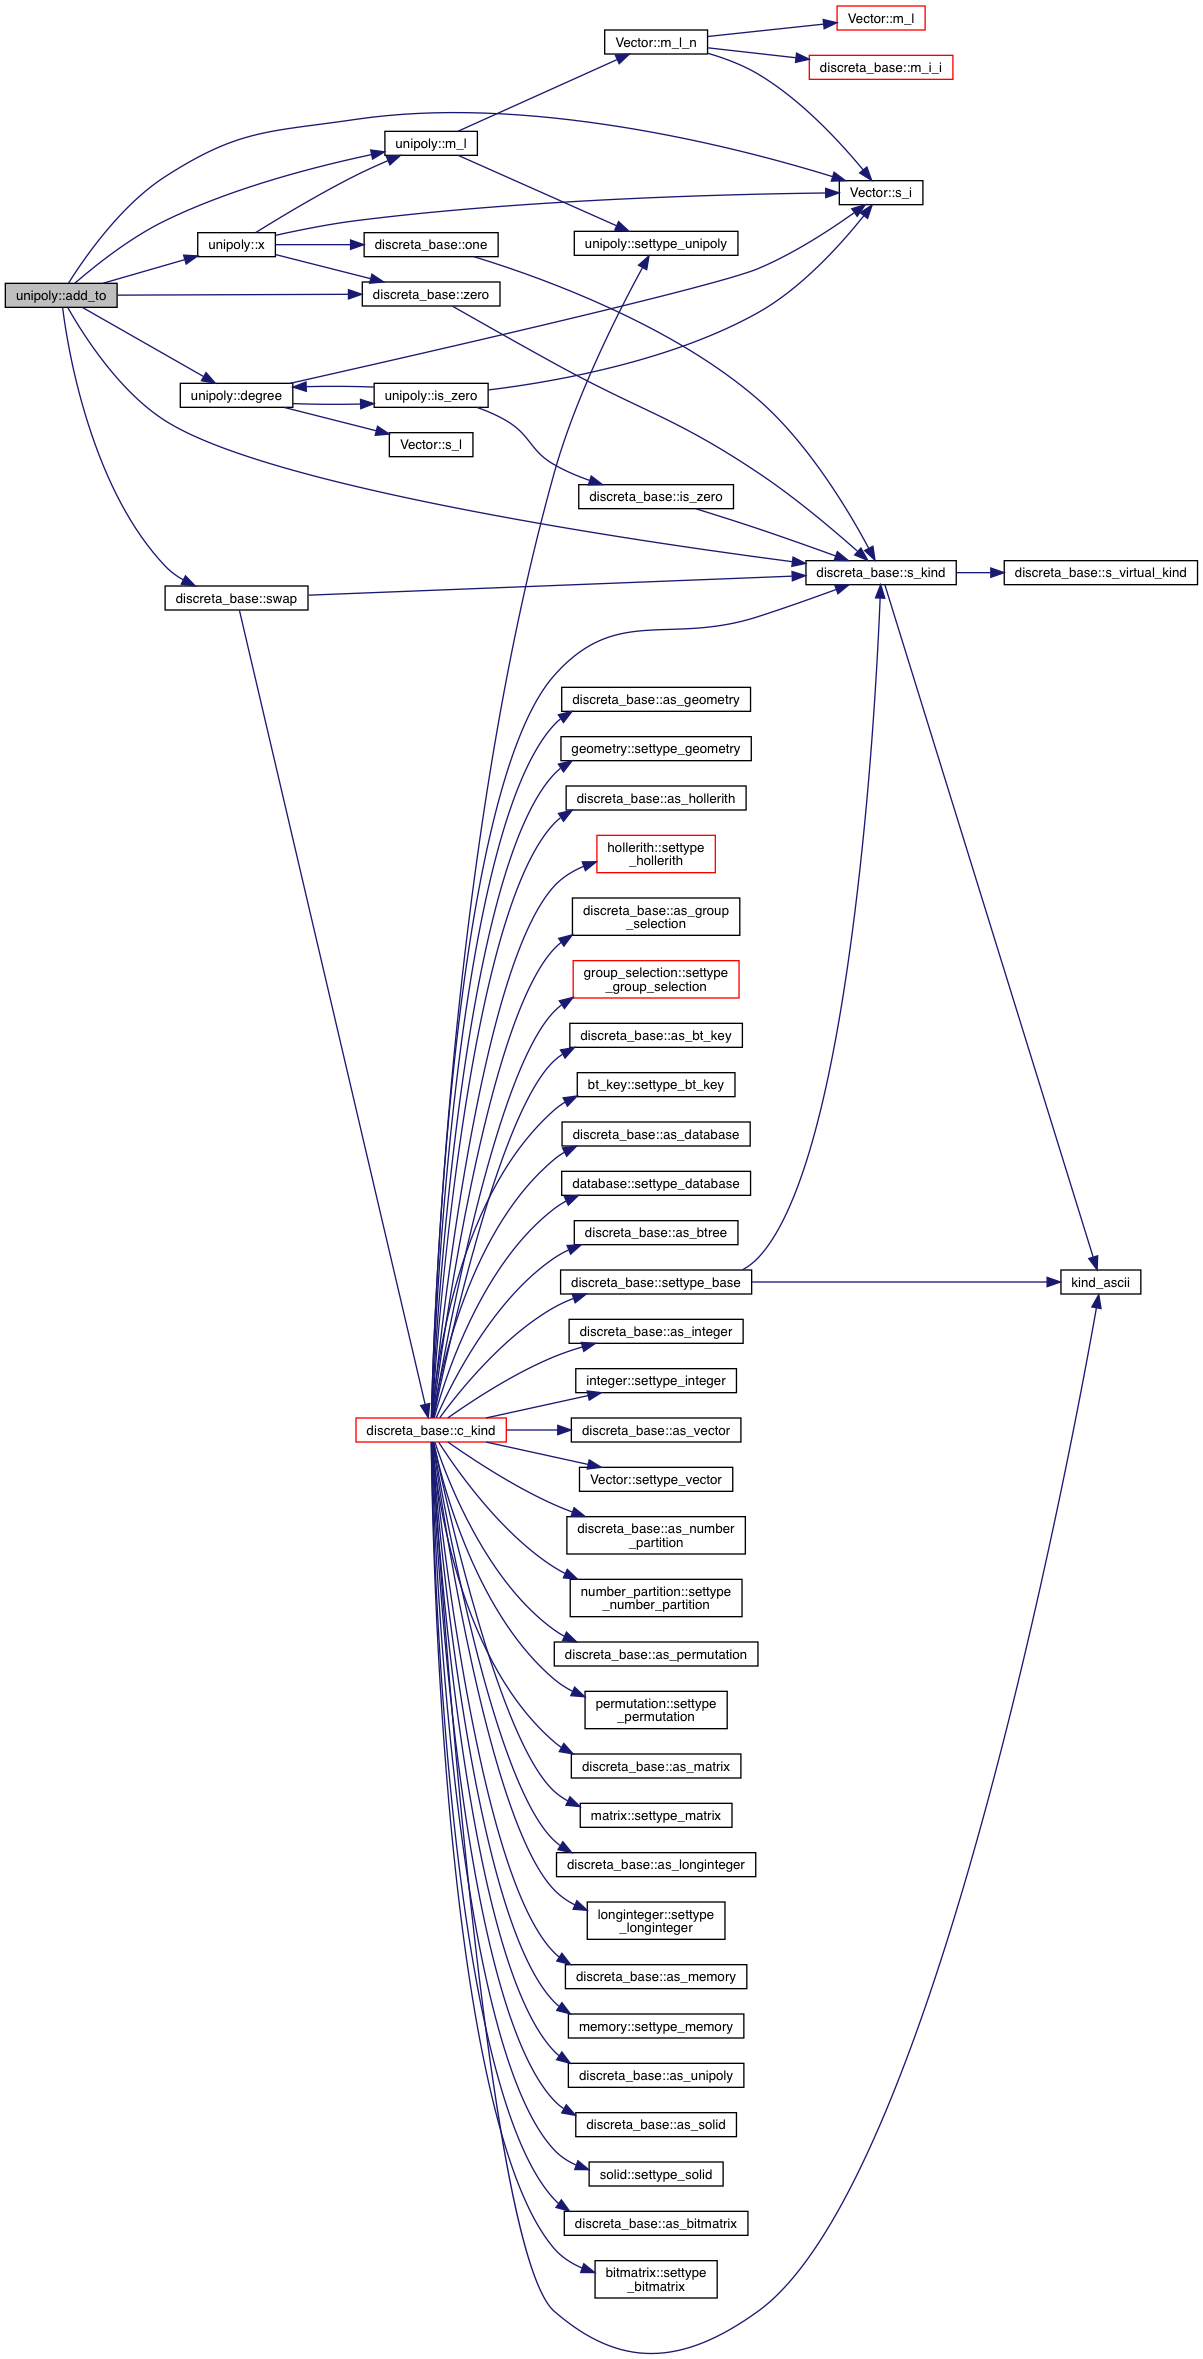 Vector::m_l
Vector::m_l_n
discreta_base::m_i_i
unipoly::m_l
Vector::s_i
unipoly::x
discreta_base::one
unipoly::settype_unipoly
unipoly::add_to
discreta_base::zero
unipoly::degree
unipoly::is_zero
Vector::s_l
discreta_base::is_zero
discreta_base::s_kind
discreta_base::s_virtual_kind
discreta_base::swap
discreta_base::as_geometry
geometry::settype_geometry
discreta_base::as_hollerith
hollerith::settype
_hollerith
discreta_base::as_group
_selection
group_selection::settype
_group_selection
discreta_base::as_bt_key
bt_key::settype_bt_key
discreta_base::as_database
database::settype_database
discreta_base::as_btree
discreta_base::settype_base
kind_ascii
discreta_base::as_integer
integer::settype_integer
discreta_base::c_kind
discreta_base::as_vector
Vector::settype_vector
discreta_base::as_number
_partition
number_partition::settype
_number_partition
discreta_base::as_permutation
permutation::settype
_permutation
discreta_base::as_matrix
matrix::settype_matrix
discreta_base::as_longinteger
longinteger::settype
_longinteger
discreta_base::as_memory
memory::settype_memory
discreta_base::as_unipoly
discreta_base::as_solid
solid::settype_solid
discreta_base::as_bitmatrix
bitmatrix::settype
_bitmatrix